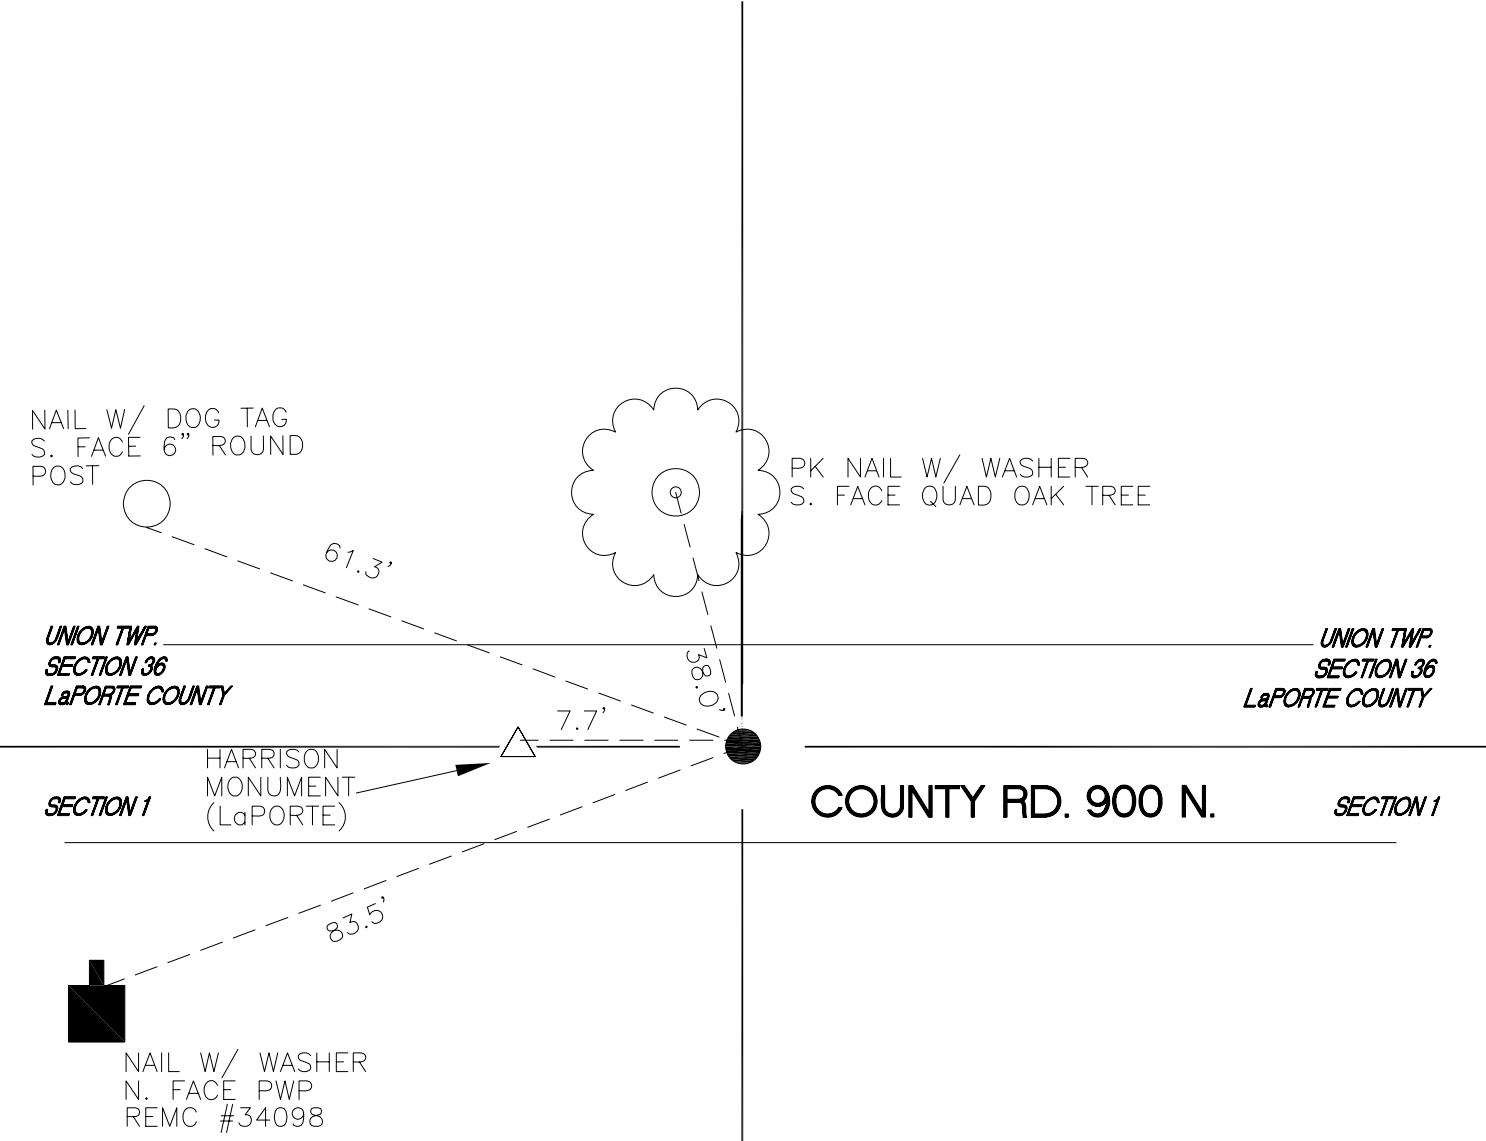 NAIL W/ DOG TAG
S. FACE 6" ROUND
POST
PK NAIL W/ WASHER
S. FACE QUAD OAK TREE
61.3'
UNION TWP.
SECTION 36
LaPORTE COUNTY
UNION TWP.
SECTION 36
LaPORTE COUNTY
38.0'
7.7'
HARRISON
MONUMENT
(LaPORTE)
SECTION 1
COUNTY RD. 900 N.
SECTION 1
83.5'
NAIL W/ WASHER
N. FACE PWP
REMC #34098